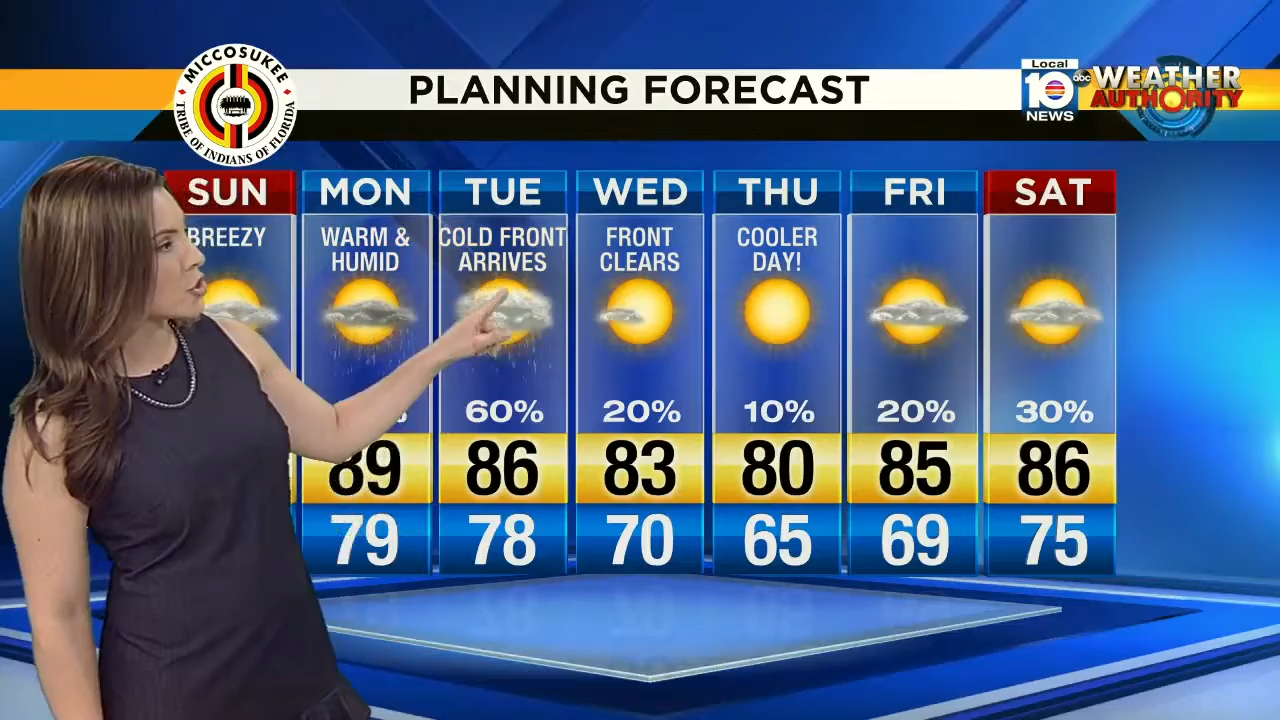 MICCOSUKEE
TRIBE OF INDIANS OF FLORIDA
PLANNING FORECAST
Local
10
abc
NEWS
WEATHER
AUTHORITY
SUN MON TUE WED THU FRI SAT
BREEZY
WARM &
HUMID
COLD FRONT
ARRIVES
FRONT
CLEARS
COOLER
DAY!
60% 20% 10% 20% 30%
89 86 83 80 85 86
79 78 70 65 69 75